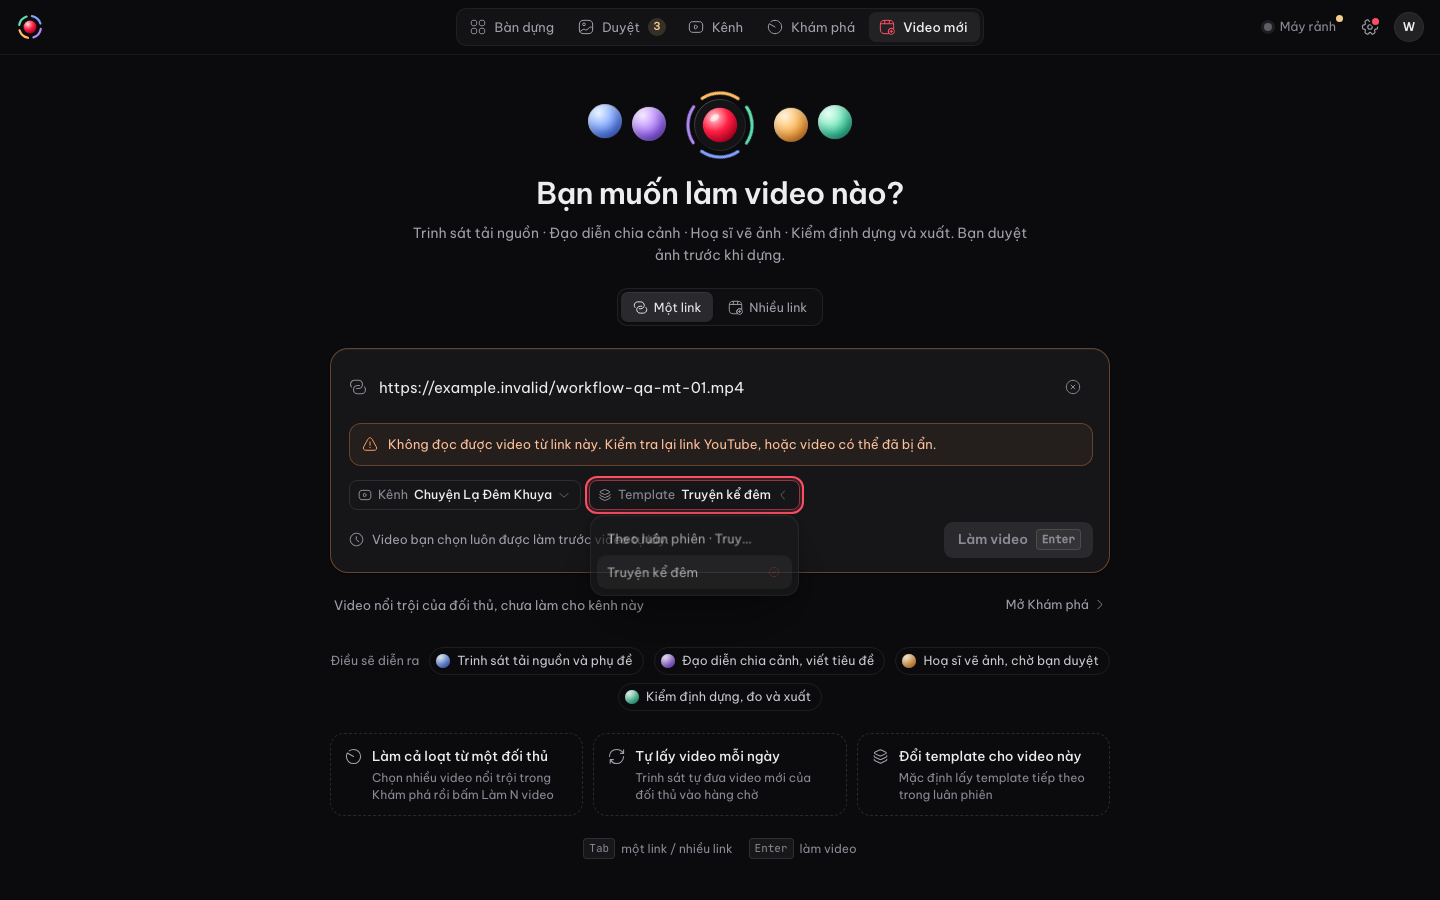 Bàn dựng
Duyệt 3
Kênh
Khám phá
Video mới
Máy rảnh
W
Bạn muốn làm video nào?
Trinh sát tải nguồn · Đạo diễn chia cảnh · Hoạ sĩ vẽ ảnh · Kiểm định dựng và xuất. Bạn duyệt
ảnh trước khi dựng.
Một link
Nhiều link
https://example.invalid/workflow-qa-mt-01.mp4
Không đọc được video từ link này. Kiểm tra lại link YouTube, hoặc video có thể đã bị ẩn.
Kênh Chuyện Lạ Đêm Khuya
Template Truyện kể đêm
Video bạn chọn luôn được làm trước
Theo luân phiên · Truy...
Làm video Enter
Truyện kể đêm
Video nổi trội của đối thủ, chưa làm cho kênh này
Mở Khám phá
Điều sẽ diễn ra
Trinh sát tải nguồn và phụ đề
Đạo diễn chia cảnh, viết tiêu đề
Hoạ sĩ vẽ ảnh, chờ bạn duyệt
Kiểm định dựng, đo và xuất
Làm cả loạt từ một đối thủ
Chọn nhiều video nổi trội trong
Khám phá rồi bấm Làm N video
Tự lấy video mỗi ngày
Trinh sát tự đưa video mới của
đối thủ vào hàng chờ
Đổi template cho video này
Mặc định lấy template tiếp theo
trong luân phiên
Tab một link / nhiều link
Enter làm video